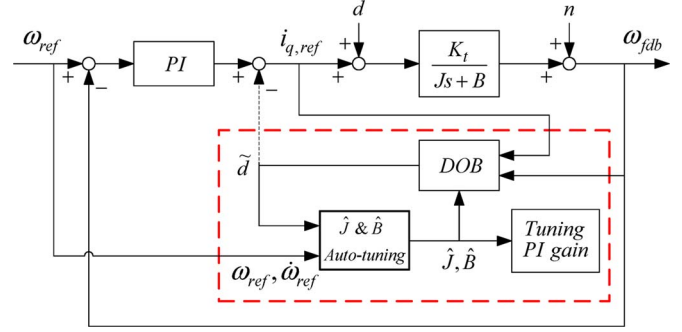 ω_ref
+
−
PI
+
−
i_q,ref
d
+
+
K_t
Js + B
n
+
+
ω_fdb
d̃
DOB
Ĵ & B̂
Auto-tuning
Ĵ, B̂
Tuning
PI gain
ω_ref, ω̇_ref